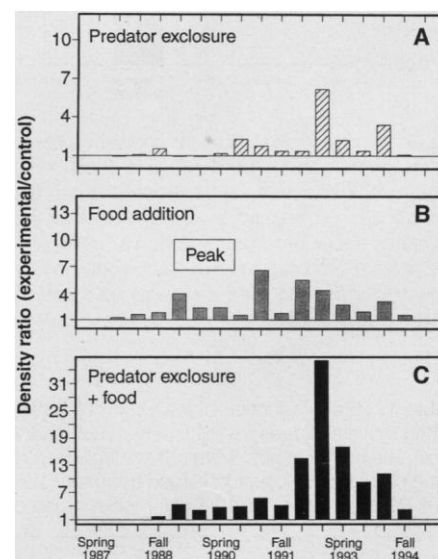 Density ratio (experimental/control)
10
7
4
1
Predator exclosure
A
13
10
7
4
1
Food addition
B
Peak
31
25
19
13
7
1
Predator exclosure
+ food
C
Spring
1987
Fall
1988
Spring
1990
Fall
1991
Spring
1993
Fall
1994